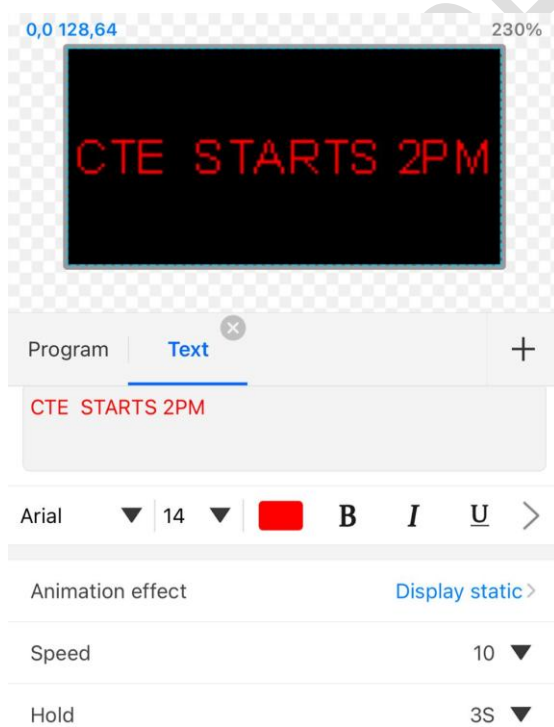 0,0 128,64 230%
CTE STARTS 2PM
Program Text
CTE  STARTS 2PM
Arial 14 B I U
Animation effect Display static
Speed 10
Hold 3S